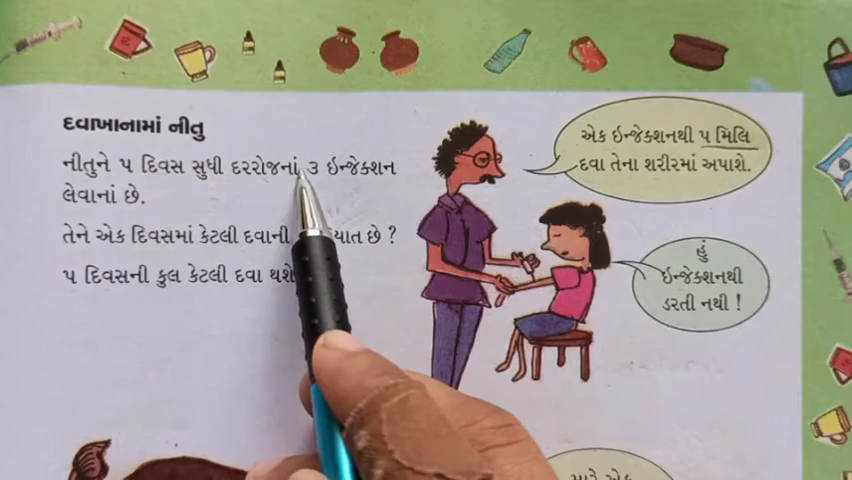 દવાખાનામાં નીતુ
નીતુને ૫ દિવસ સુધી દરરોજનાં ૩ ઇન્જેક્શન
લેવાનાં છે.
તેને એક દિવસમાં કેટલી દવાની યાત છે ?
૫ દિવસની કુલ કેટલી દવા થશે
એક ઇન્જેક્શનથી ૫ મિલિ
દવા તેના શરીરમાં અપાશે.
હું
ઇન્જેક્શનથી
ડરતી નથી !